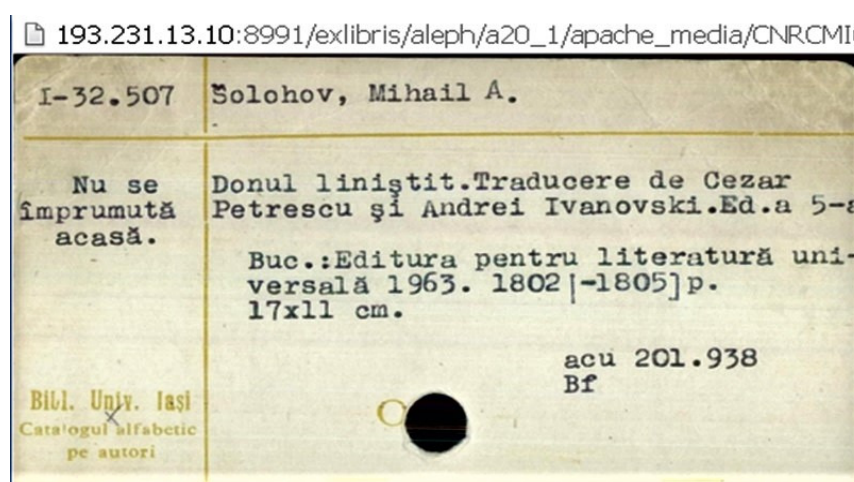 193.231.13.10:8991/exlibris/aleph/a20_1/apache_media/CNRCMI
I-32.507
Šolohov, Mihail A.
Nu se
împrumută
acasă.
Donul liniştit.Traducere de Cezar
Petrescu şi Andrei Ivanovski.Ed.a 5-a
Buc.:Editura pentru literatură uni-
versală 1963. 1802 [-1805] p.
17x11 cm.
acu 201.938
Bf
Bibl. Univ. Iaşi
Catalogul alfabetic
pe autori